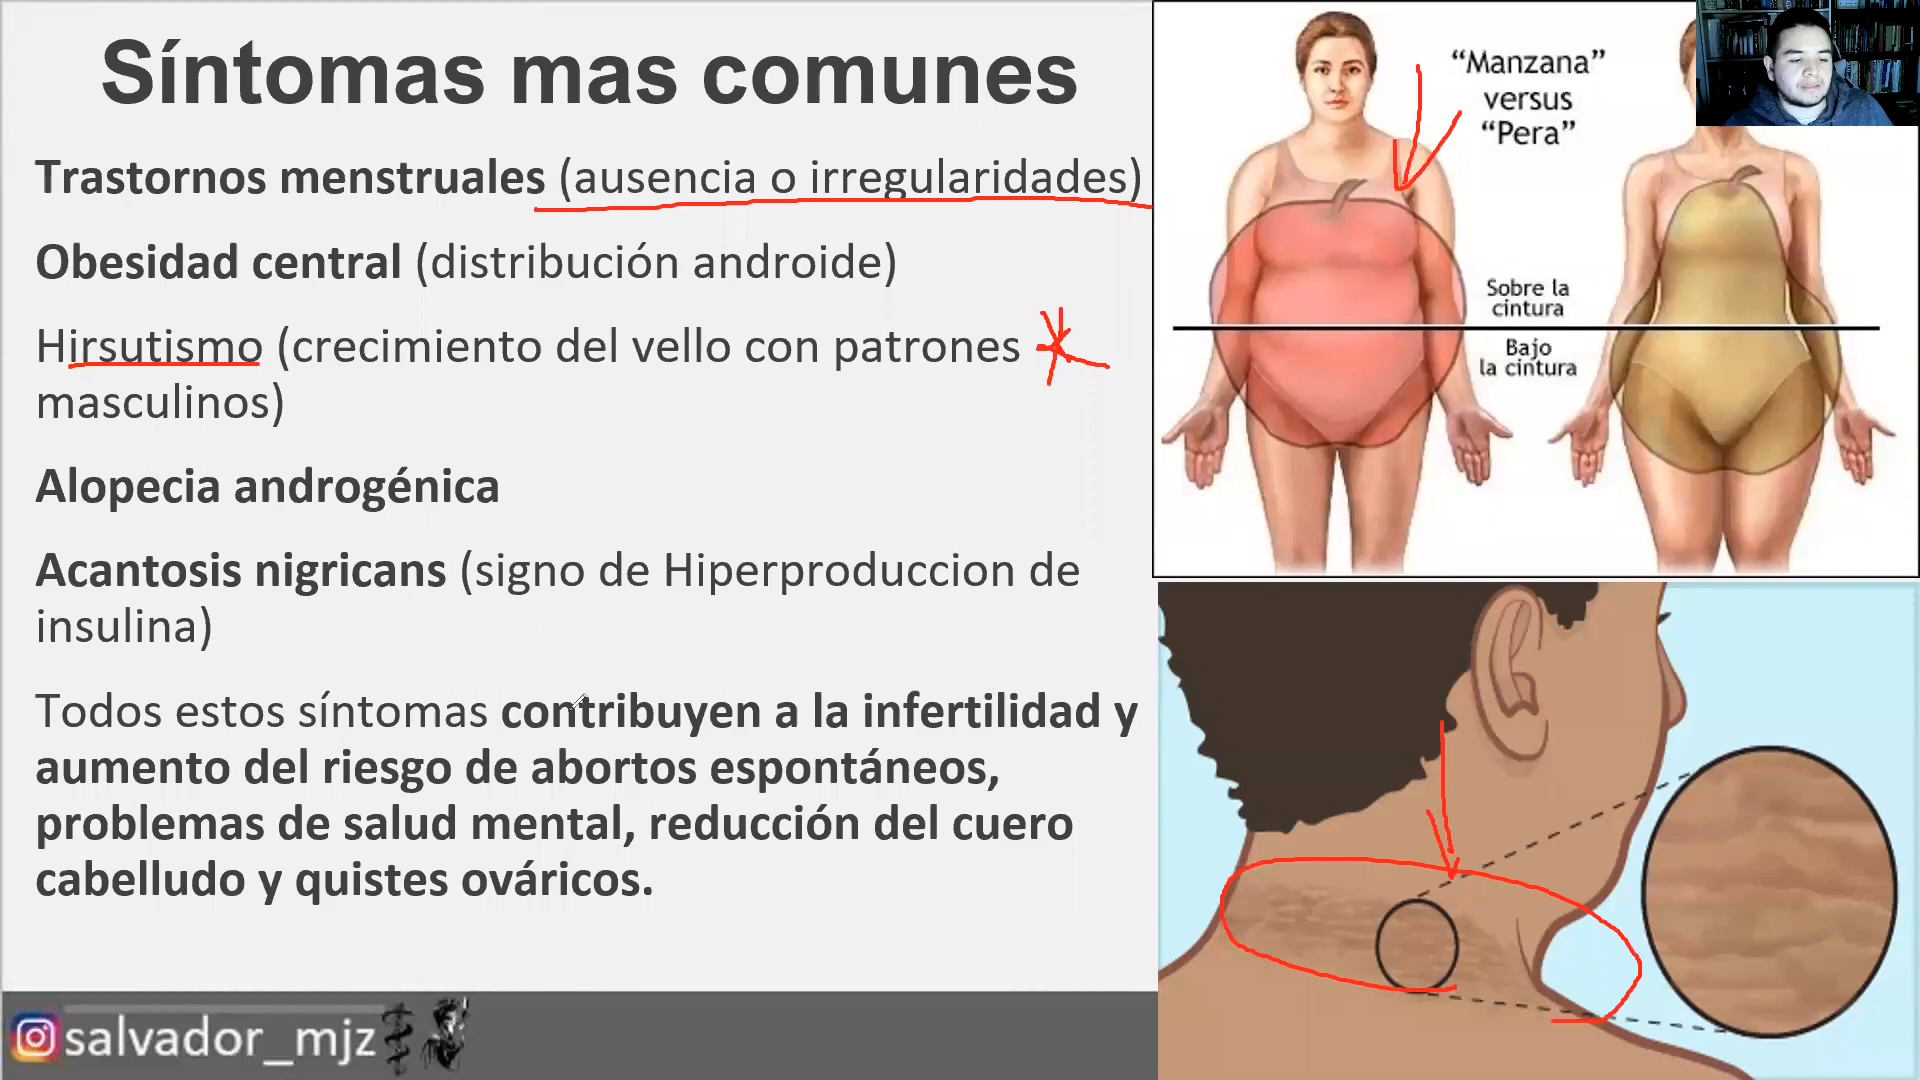 Síntomas mas comunes
Trastornos menstruales (ausencia o irregularidades)
Obesidad central (distribución androide)
Hirsutismo (crecimiento del vello con patrones
masculinos)
Alopecia androgénica
Acantosis nigricans (signo de Hiperproduccion de
insulina)
Todos estos síntomas contribuyen a la infertilidad y
aumento del riesgo de abortos espontáneos,
problemas de salud mental, reducción del cuero
cabelludo y quistes ováricos.
“Manzana”
versus
“Pera”
Sobre la
cintura
Bajo
la cintura
salvador_mjz